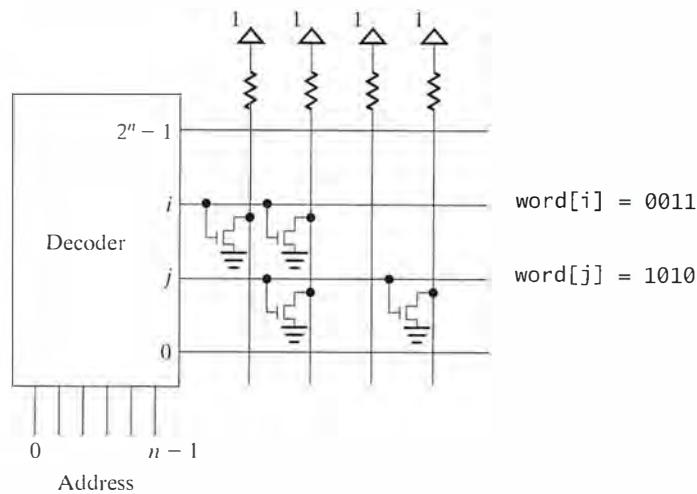 1 1 1 1
2ⁿ − 1
i
word[i] = 0011
Decoder
j
word[j] = 1010
0
0 n − 1
Address